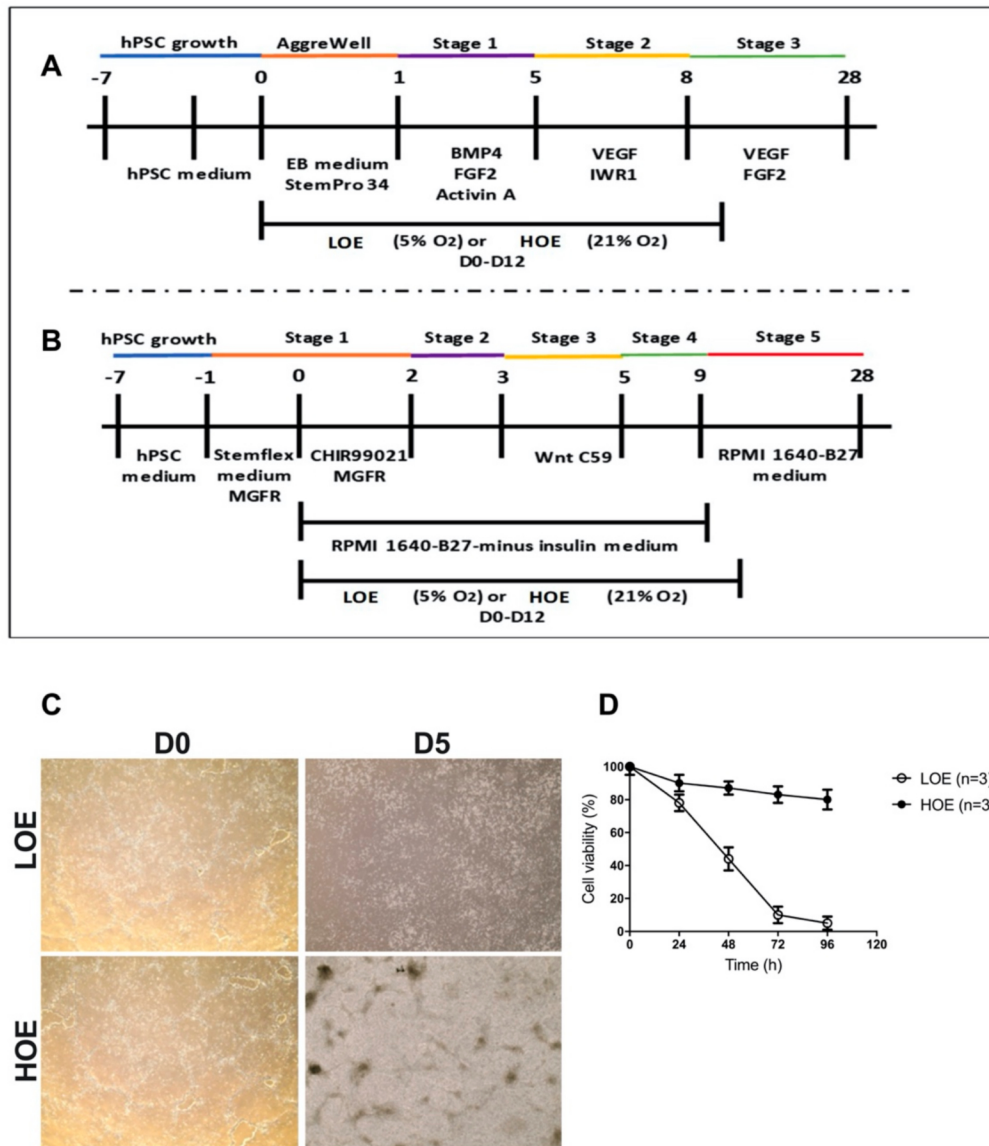 A
hPSC growth AggreWell Stage 1 Stage 2 Stage 3
-7 0 1 5 8 28
hPSC medium
EB medium
StemPro 34
BMP4
FGF2
Activin A
VEGF
IWR1
VEGF
FGF2
LOE (5% O2) or HOE (21% O2)
D0-D12
B
hPSC growth Stage 1 Stage 2 Stage 3 Stage 4 Stage 5
-7 -1 0 2 3 5 9 28
hPSC
medium
Stemflex
medium
MGFR
CHIR99021
MGFR
Wnt C59
RPMI 1640-B27
medium
RPMI 1640-B27-minus insulin medium
LOE (5% O2) or HOE (21% O2)
D0-D12
C
D0 D5
LOE
HOE
D
100
80
60
40
20
0
Cell viability (%)
0 24 48 72 96 120
Time (h)
LOE (n=3)
HOE (n=3